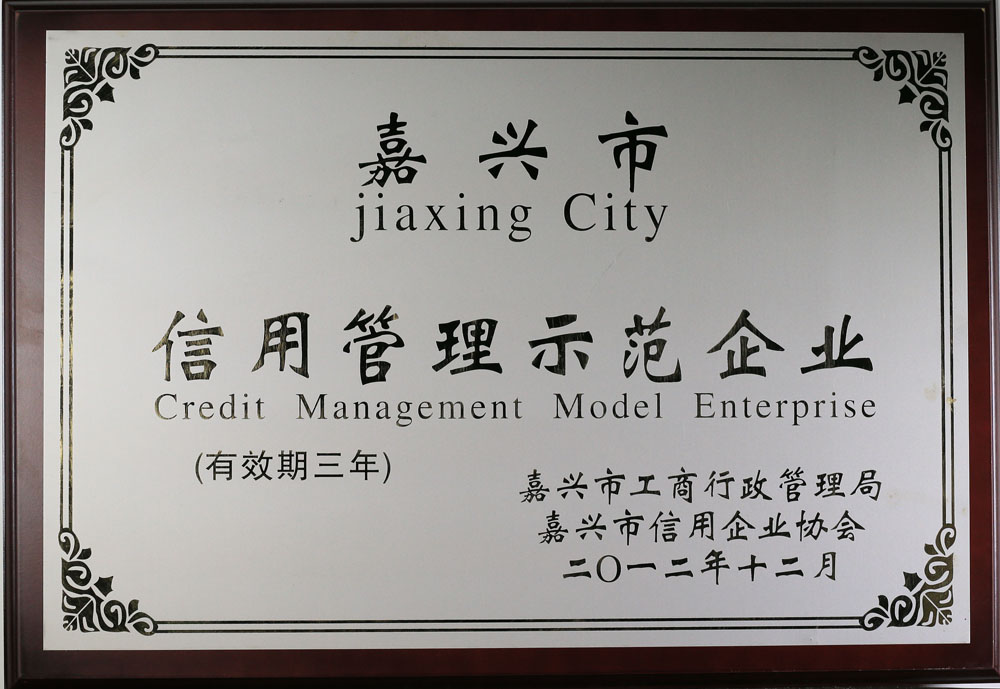 嘉兴市
jiaxing City
信用管理示范企业
Credit Management Model Enterprise
(有效期三年)
嘉兴市工商行政管理局
嘉兴市信用企业协会
二〇一二年十二月